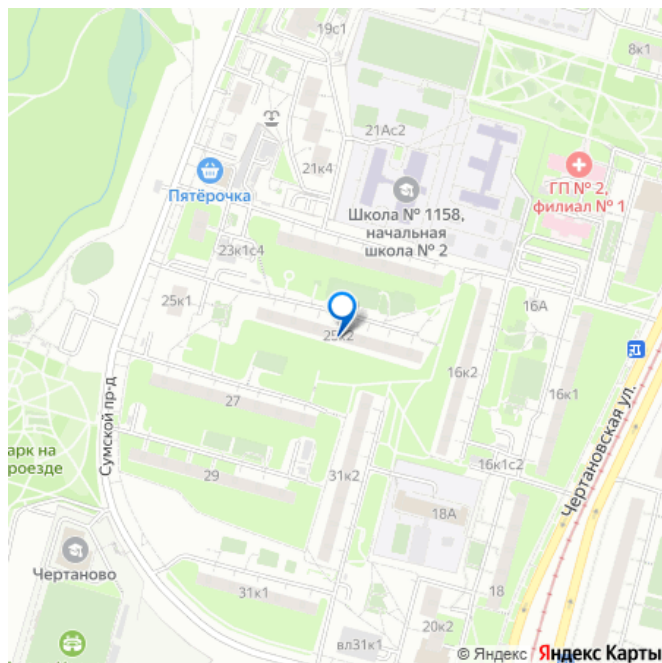 19с1
8к1
21Ас2
21к4
ГП № 2,
филиал № 1
Пятёрочка
Школа № 1158,
начальная
школа № 2
23к1с4
25к1
16А
25к2
16к2
16к1
Сумской пр-д
27
Чертановская ул.
арк на
роезде
29
31к2
16к1с2
18А
Чертаново
31к1
18
20к2
вл31к1
© Яндекс Яндекс Карты